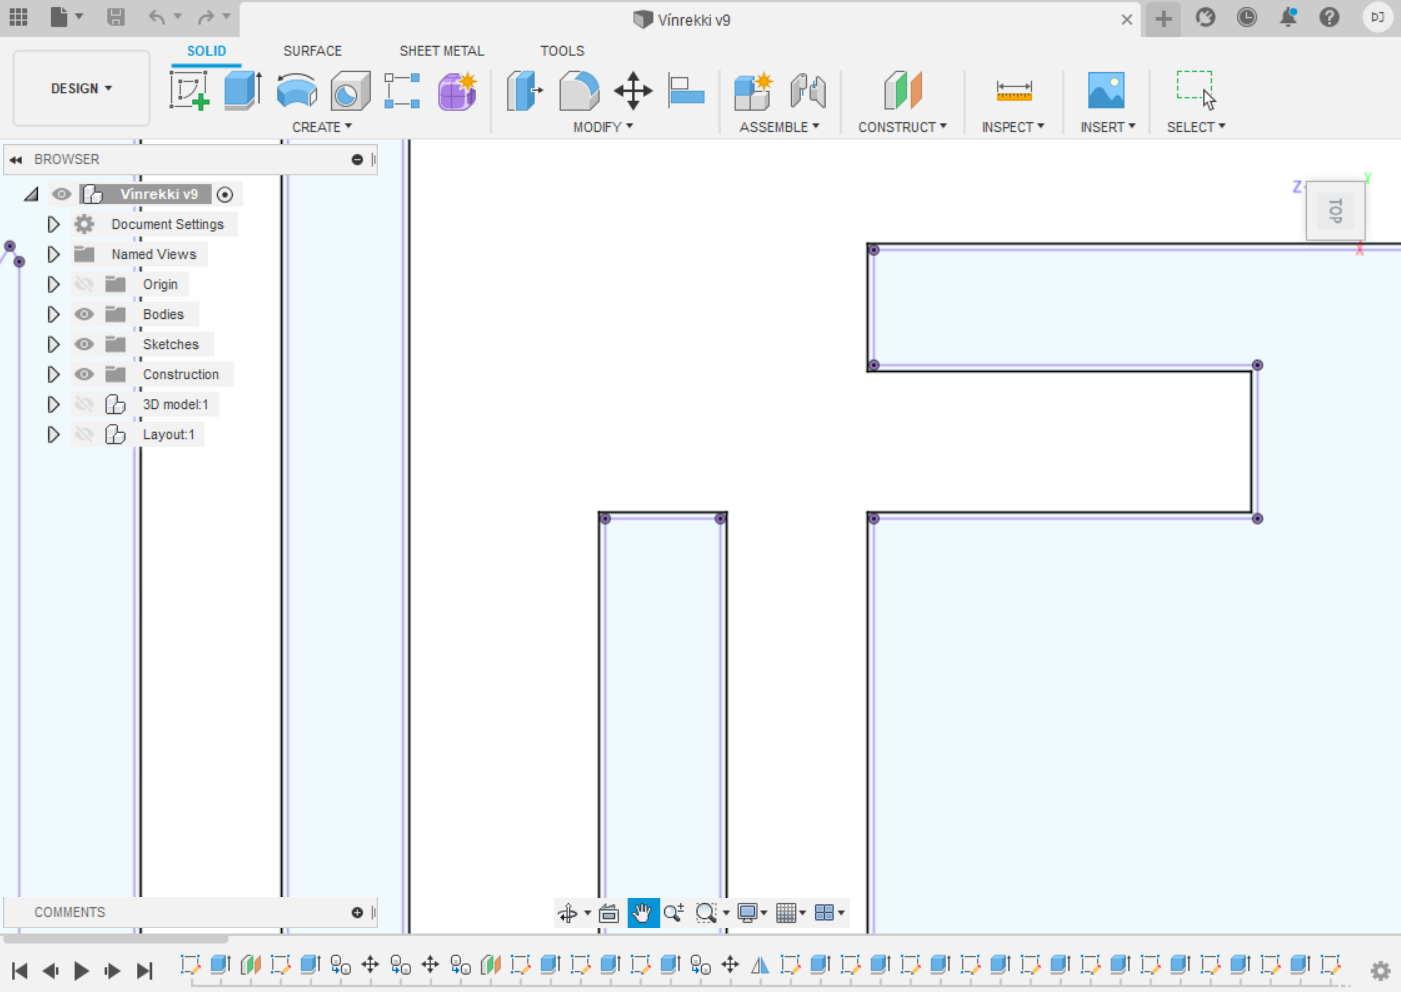 Vínrekki v9
ÞJ
SOLID SURFACE SHEET METAL TOOLS
DESIGN
CREATE MODIFY ASSEMBLE CONSTRUCT INSPECT INSERT SELECT
BROWSER
Vínrekki v9
Document Settings
Named Views
Origin
Bodies
Sketches
Construction
3D model:1
Layout:1
Z
Y
TOP
X
COMMENTS